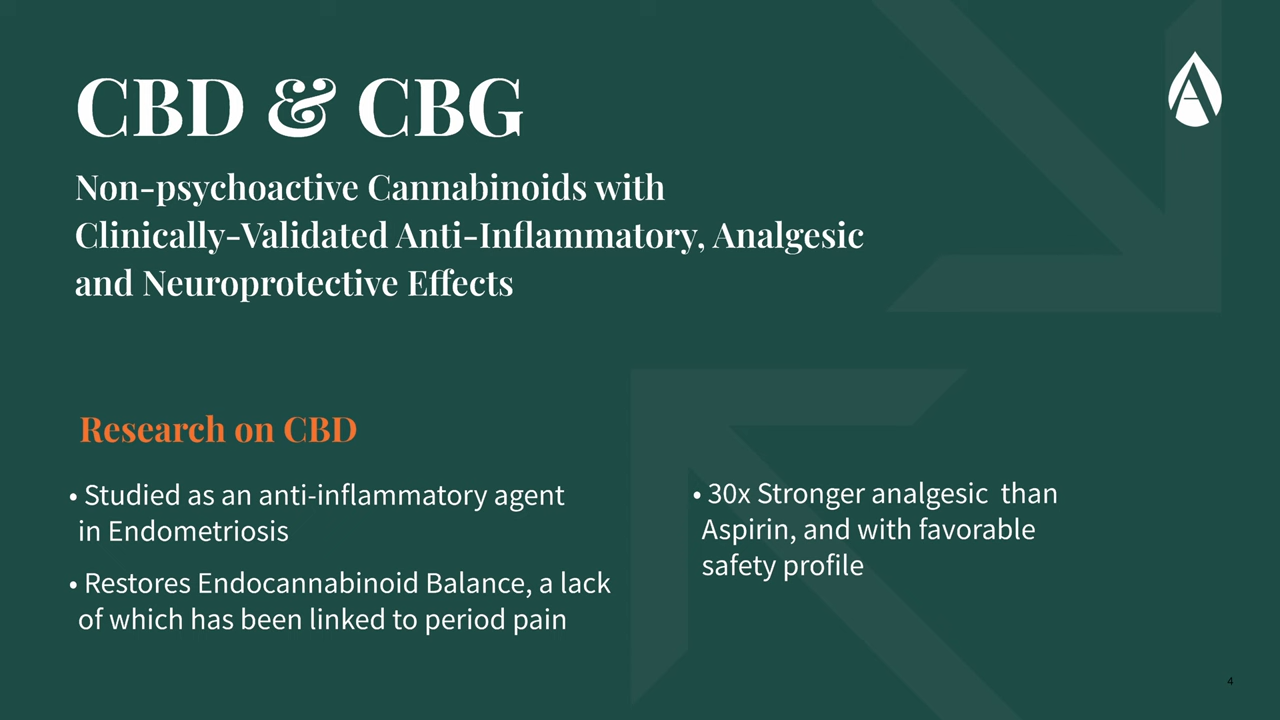 CBD & CBG
Non-psychoactive Cannabinoids with
Clinically-Validated Anti-Inflammatory, Analgesic
and Neuroprotective Effects
Research on CBD
• Studied as an anti-inflammatory agent
in Endometriosis
• Restores Endocannabinoid Balance, a lack
of which has been linked to period pain
• 30x Stronger analgesic  than
Aspirin, and with favorable
safety profile
4